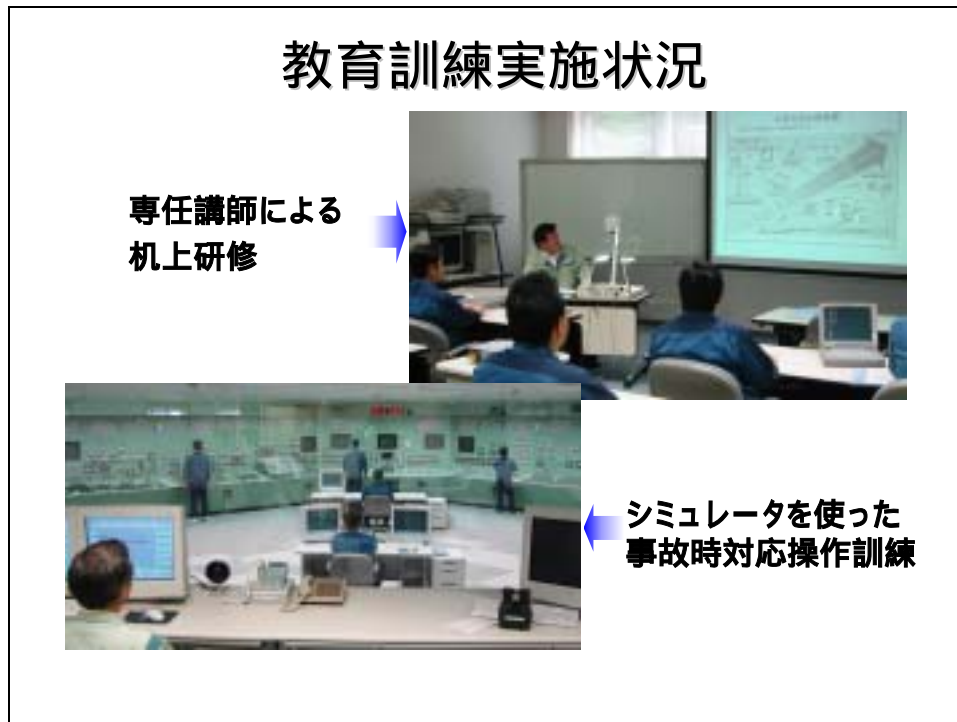 教育訓練実施状況
専任講師による
机上研修
シミュレータを使った
事故時対応操作訓練